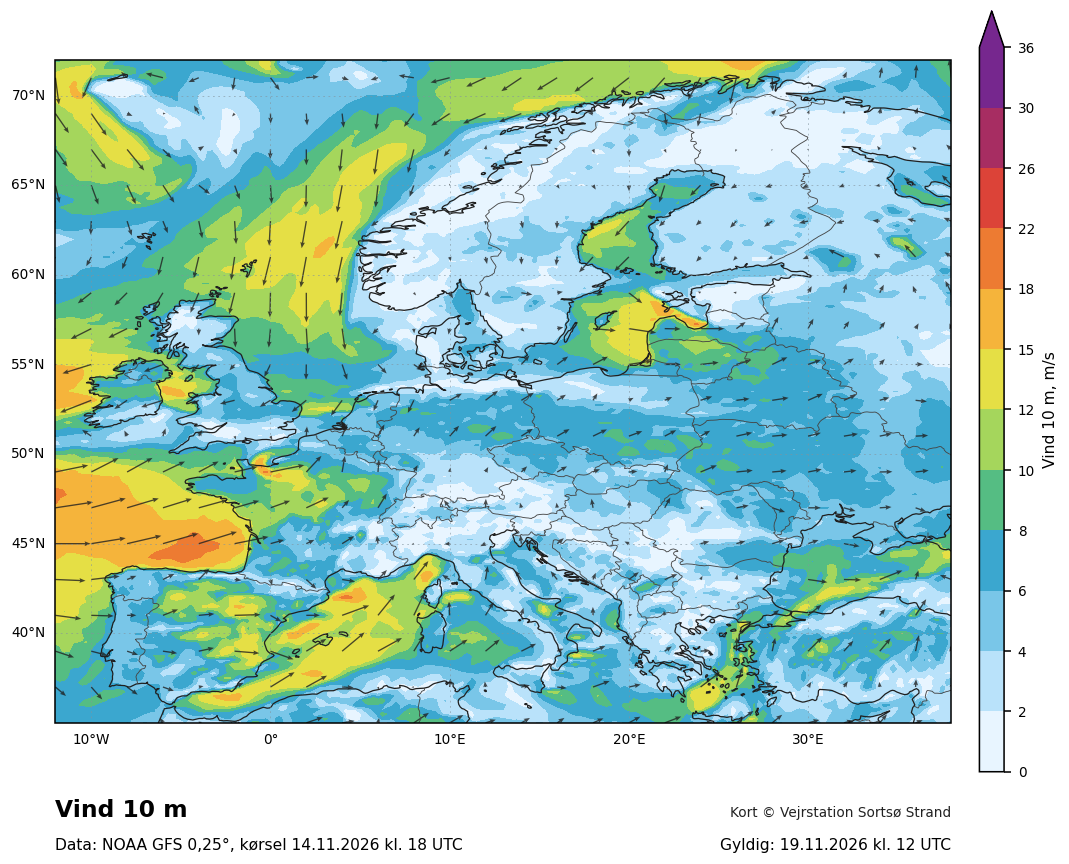 70°N
65°N
60°N
55°N
50°N
45°N
40°N
10°W
0°
10°E
20°E
30°E
36
30
26
22
18
15
12
10
8
6
4
2
0
Vind 10 m, m/s
Vind 10 m
Kort © Vejrstation Sortsø Strand
Data: NOAA GFS 0,25°, kørsel 14.11.2026 kl. 18 UTC
Gyldig: 19.11.2026 kl. 12 UTC